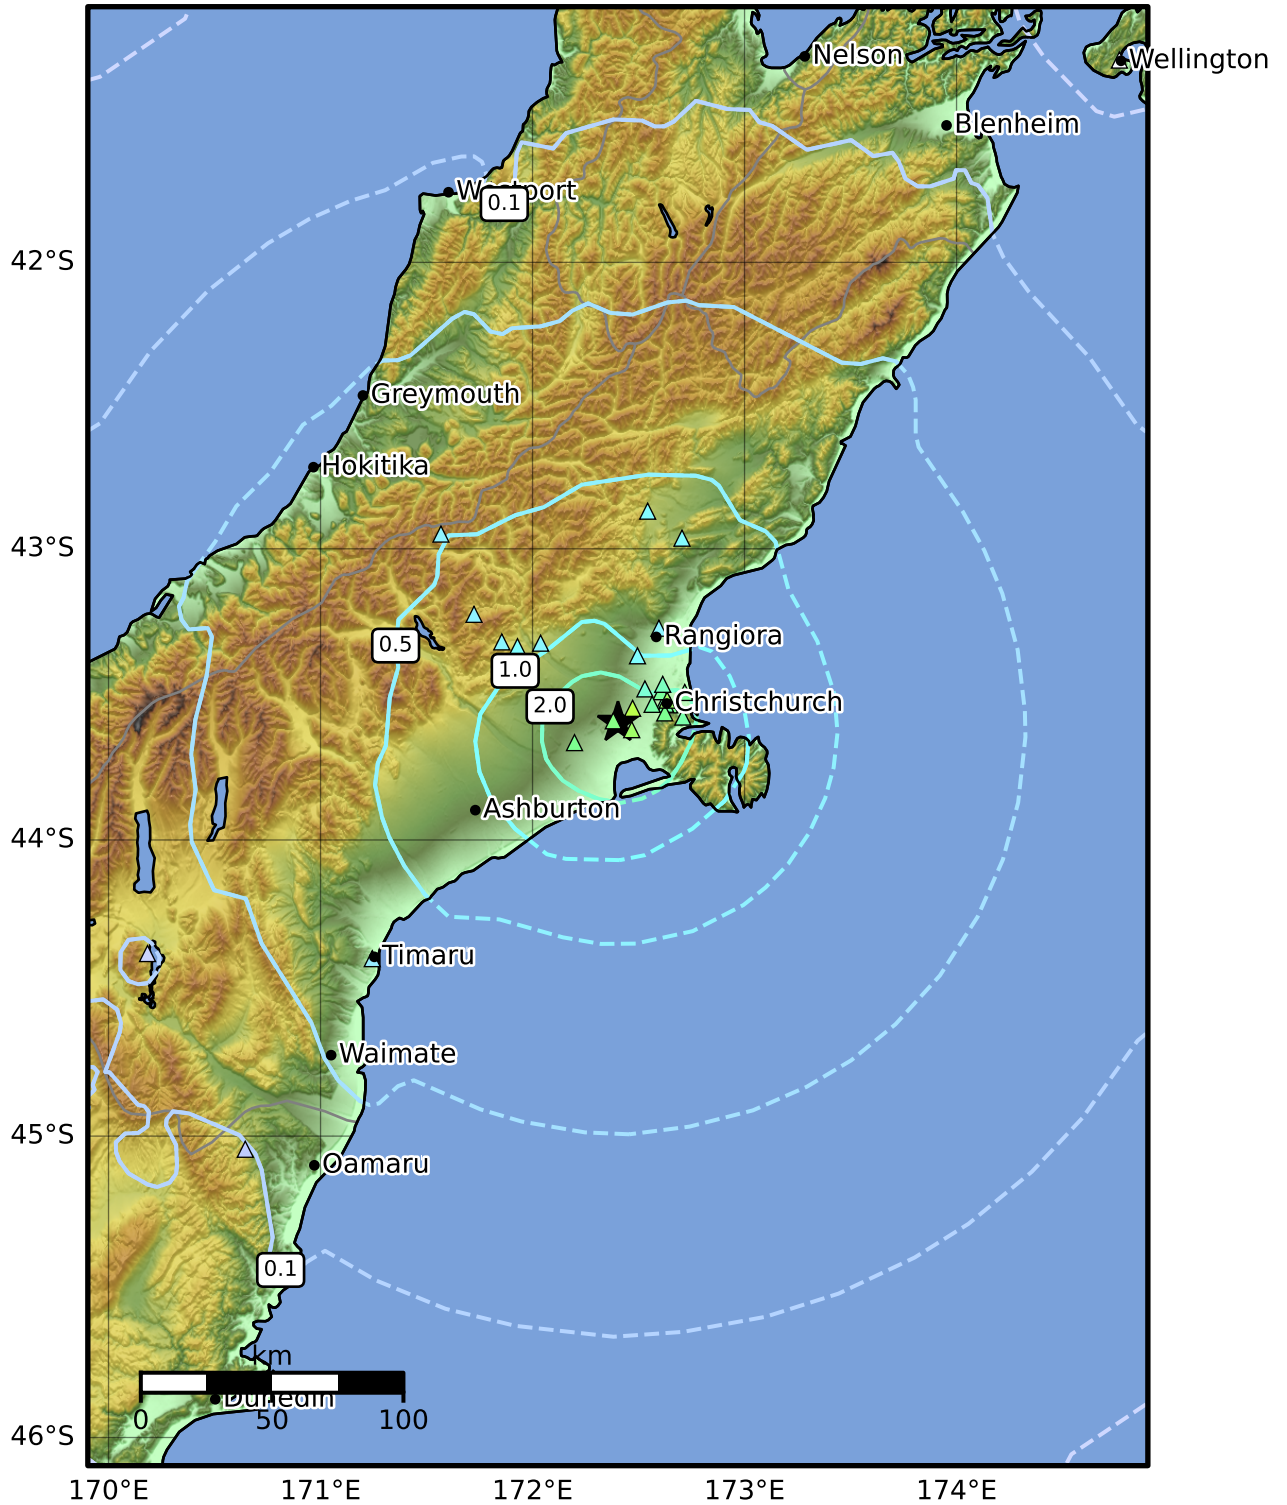 Nelson
Wellington
Blenheim
Westport
0.1
42°S
Greymouth
Hokitika
43°S
Rangiora
0.5
1.0
2.0
Christchurch
Ashburton
44°S
Timaru
Waimate
45°S
Oamaru
0.1
km
Dunedin
0 50 100
46°S
170°E 171°E 172°E 173°E 174°E